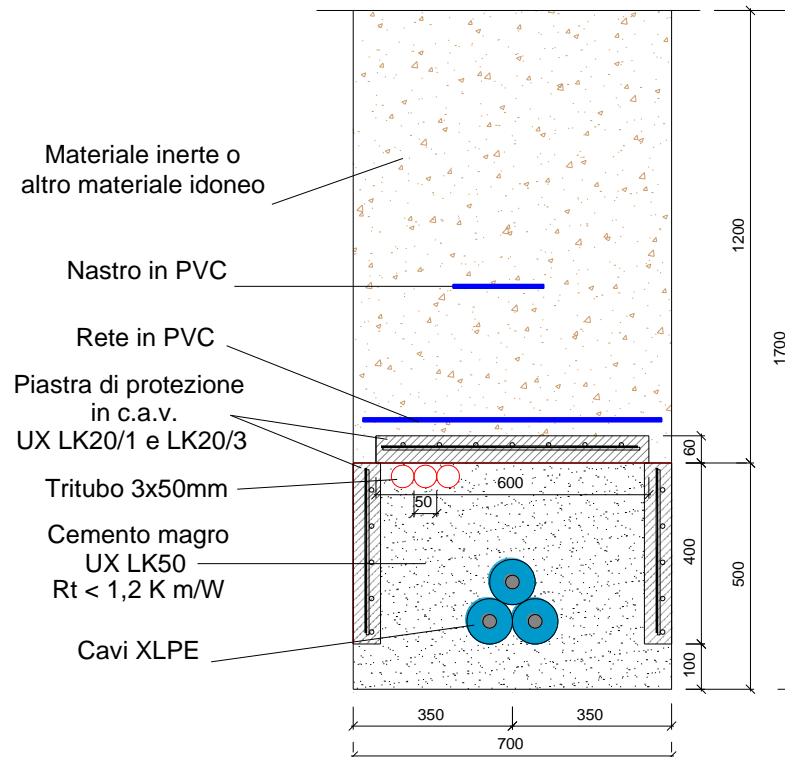 Materiale inerte o
altro materiale idoneo
Nastro in PVC
Rete in PVC
Piastra di protezione
in c.a.v.
UX LK20/1 e LK20/3
Tritubo 3x50mm
Cemento magro
UX LK50
Rt < 1,2 K m/W
Cavi XLPE
1200
1700
60
600
50
400
500
100
350
350
700